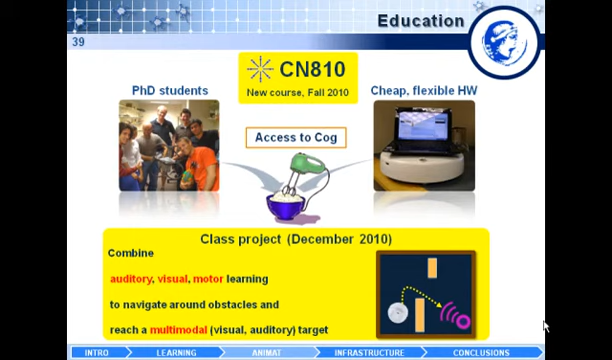 Education
39
CN810
New course, Fall 2010
PhD students
Cheap, flexible HW
Access to Cog
Class project (December 2010)
Combine
auditory, visual, motor learning
to navigate around obstacles and
reach a multimodal (visual, auditory) target
INTRO
LEARNING
ANIMAT
INFRASTRUCTURE
CONCLUSIONS